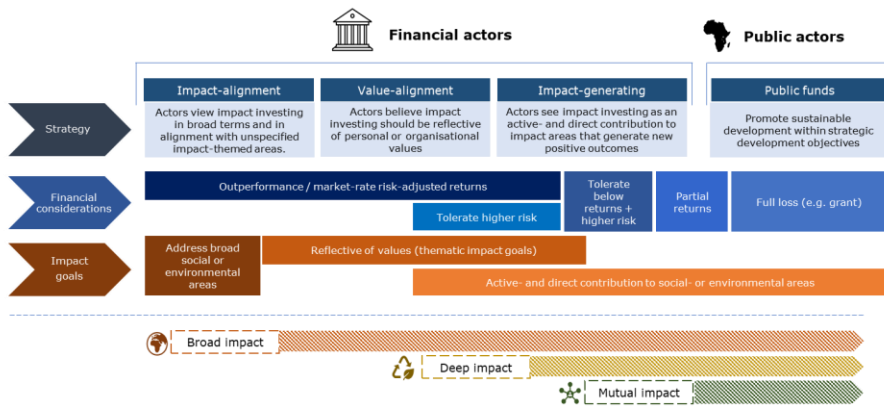 Financial actors
Public actors
Impact-alignment
Value-alignment
Impact-generating
Public funds
Strategy
Actors view impact investing
in broad terms and in
alignment with unspecified
impact-themed areas.
Actors believe impact
investing should be reflective
of personal or organisational
values
Actors see impact investing as an
active- and direct contribution to
impact areas that generate new
positive outcomes
Promote sustainable
development within strategic
development objectives
Financial
considerations
Outperformance / market-rate risk-adjusted returns
Tolerate higher risk
Tolerate
below
returns +
higher risk
Partial
returns
Full loss (e.g. grant)
Impact
goals
Address broad
social or
environmental
areas
Reflective of values (thematic impact goals)
Active- and direct contribution to social- or environmental areas
Broad impact
Deep impact
Mutual impact